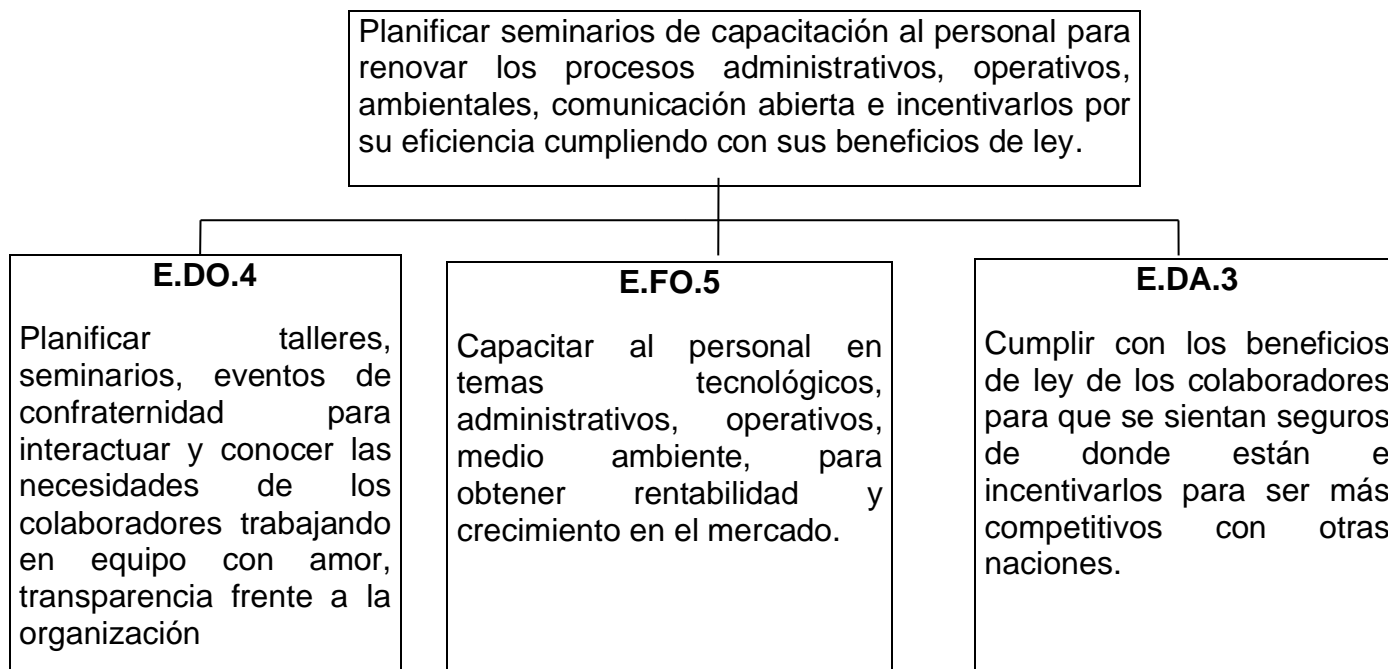 Planificar seminarios de capacitación al personal para
renovar los procesos administrativos, operativos,
ambientales, comunicación abierta e incentivarlos por
su eficiencia cumpliendo con sus beneficios de ley.
E.DO.4
Planificar talleres,
seminarios, eventos de
confraternidad para
interactuar y conocer las
necesidades de los
colaboradores trabajando
en equipo con amor,
transparencia frente a la
organización
E.FO.5
Capacitar al personal en
temas tecnológicos,
administrativos, operativos,
medio ambiente, para
obtener rentabilidad y
crecimiento en el mercado.
E.DA.3
Cumplir con los beneficios
de ley de los colaboradores
para que se sientan seguros
de donde están e
incentivarlos para ser más
competitivos con otras
naciones.